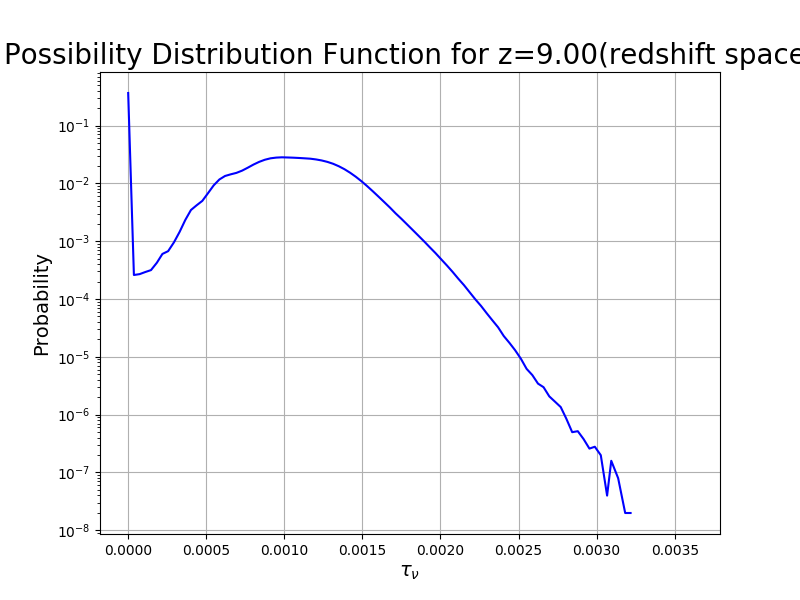 Possibility Distribution Function for z=9.00(redshift space
10⁻¹
10⁻²
10⁻³
10⁻⁴
10⁻⁵
10⁻⁶
10⁻⁷
10⁻⁸
Probability
0.0000 0.0005 0.0010 0.0015 0.0020 0.0025 0.0030 0.0035
τν